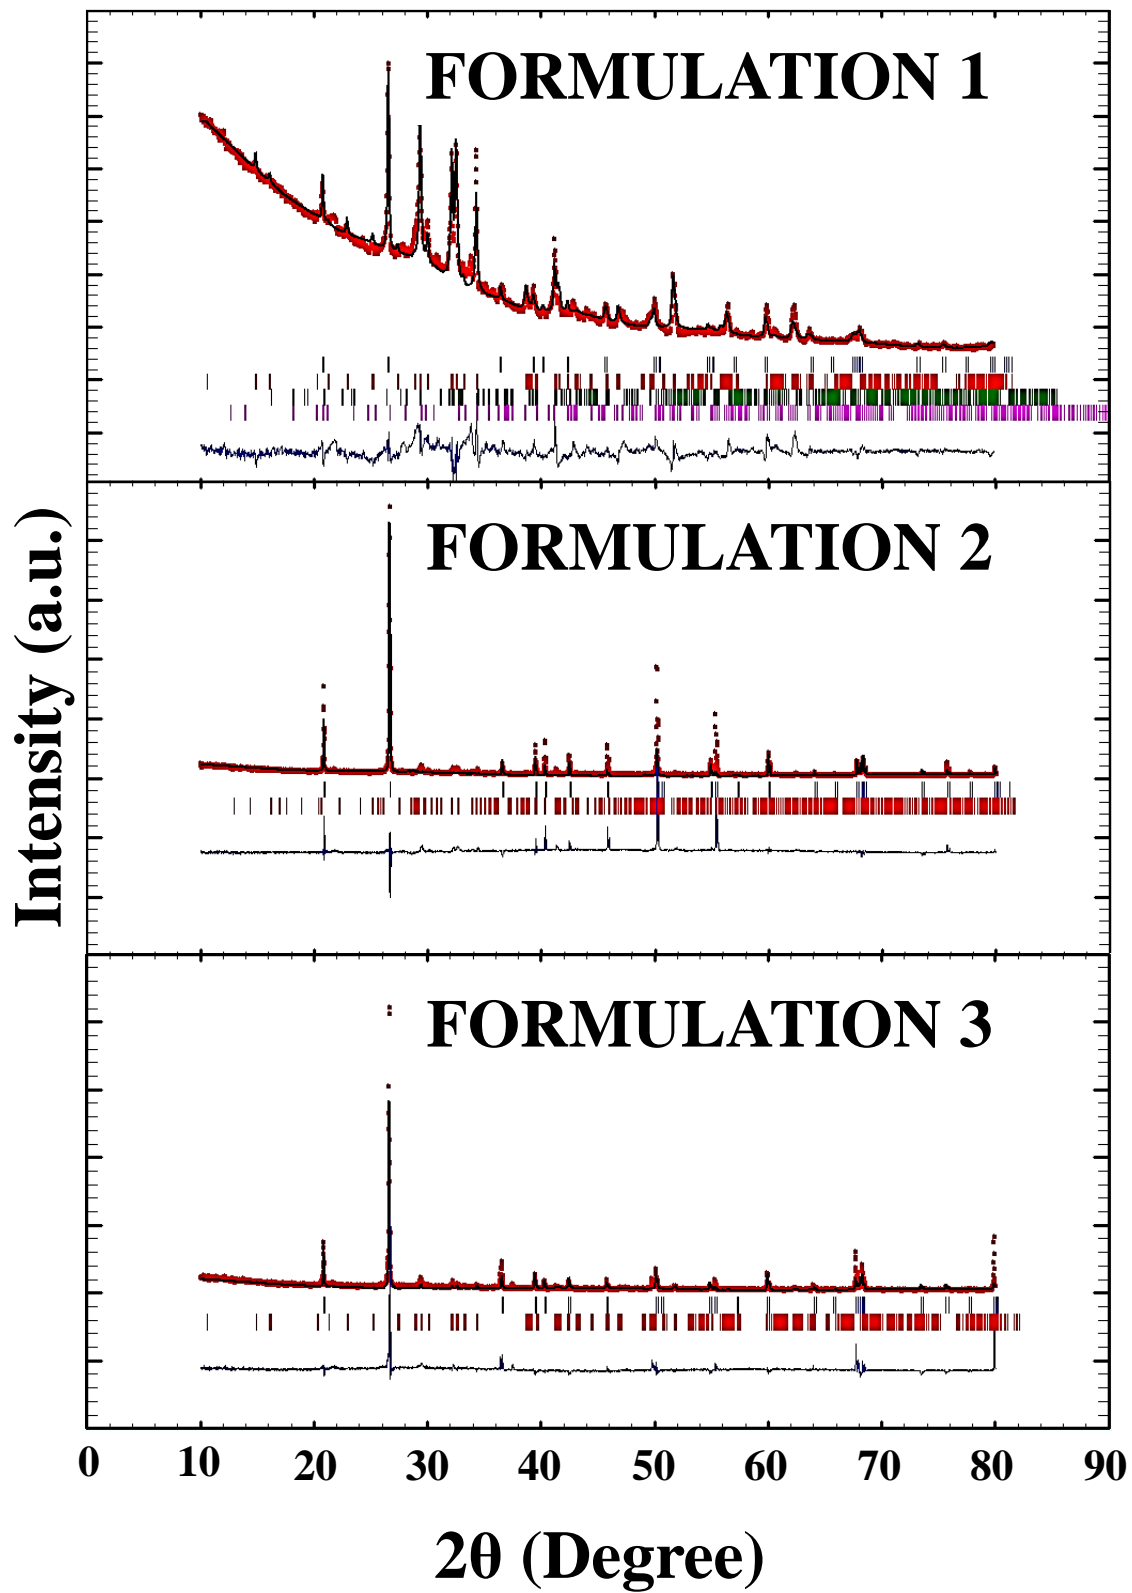 FORMULATION 1
FORMULATION 2
FORMULATION 3
Intensity (a.u.)
0 10 20 30 40 50 60 70 80 90
2θ (Degree)